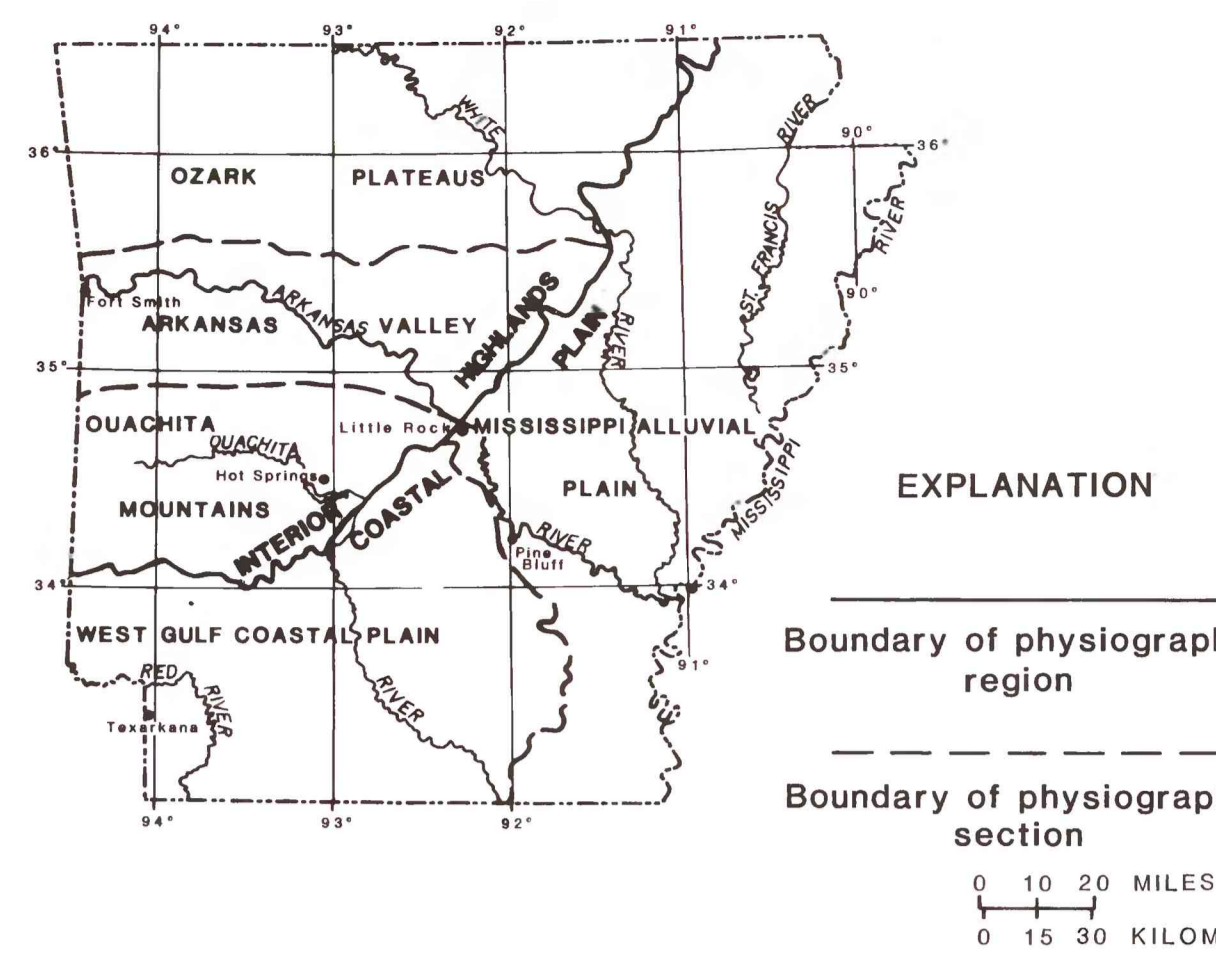 94°
93°
92°
91°
WHITE
RIVER
90°
36°
36°
OZARK PLATEAUS
ST. FRANCIS
RIVER
HIGHLANDS
90°
Fort Smith
ARKANSAS
ARKANSAS VALLEY
PLAIN
RIVER
35°
35°
OUACHITA
Little Rock
MISSISSIPPI ALLUVIAL
OUACHITA
Hot Springs
COASTAL
PLAIN
MISSISSIPPI
EXPLANATION
MOUNTAINS
INTERIOR
RIVER
Pine
Bluff
34°
34°
WEST GULF COASTAL PLAIN
Boundary of physiograph
region
91°
RED
RIVER
RIVER
Texarkana
94°
93°
92°
Boundary of physiograp
section
0 10 20 MILES
0 15 30 KILOM